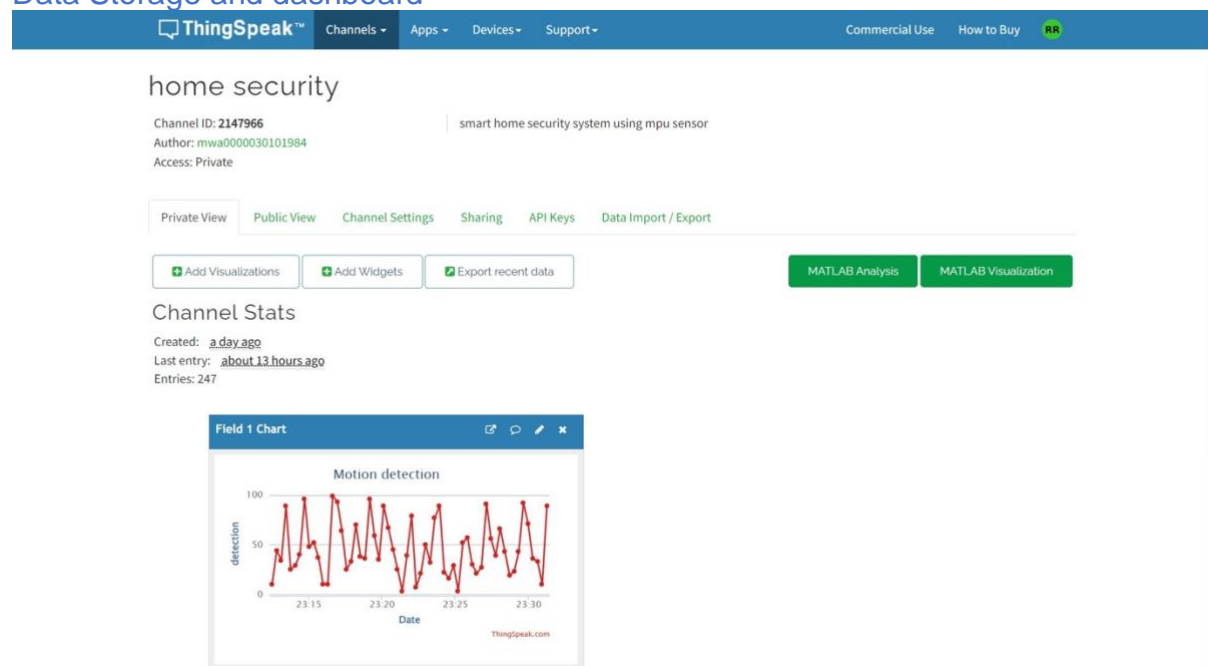 Data Storage and dashboard
ThingSpeak™ Channels Apps Devices Support Commercial Use How to Buy RR
home security
Channel ID: 2147966 smart home security system using mpu sensor
Author: mwa0000030101984
Access: Private
Private View Public View Channel Settings Sharing API Keys Data Import / Export
Add Visualizations Add Widgets Export recent data MATLAB Analysis MATLAB Visualization
Channel Stats
Created: a day ago
Last entry: about 13 hours ago
Entries: 247
Field 1 Chart
Motion detection
100
50
0
detection
23:15 23:20 23:25 23:30
Date
ThingSpeak.com